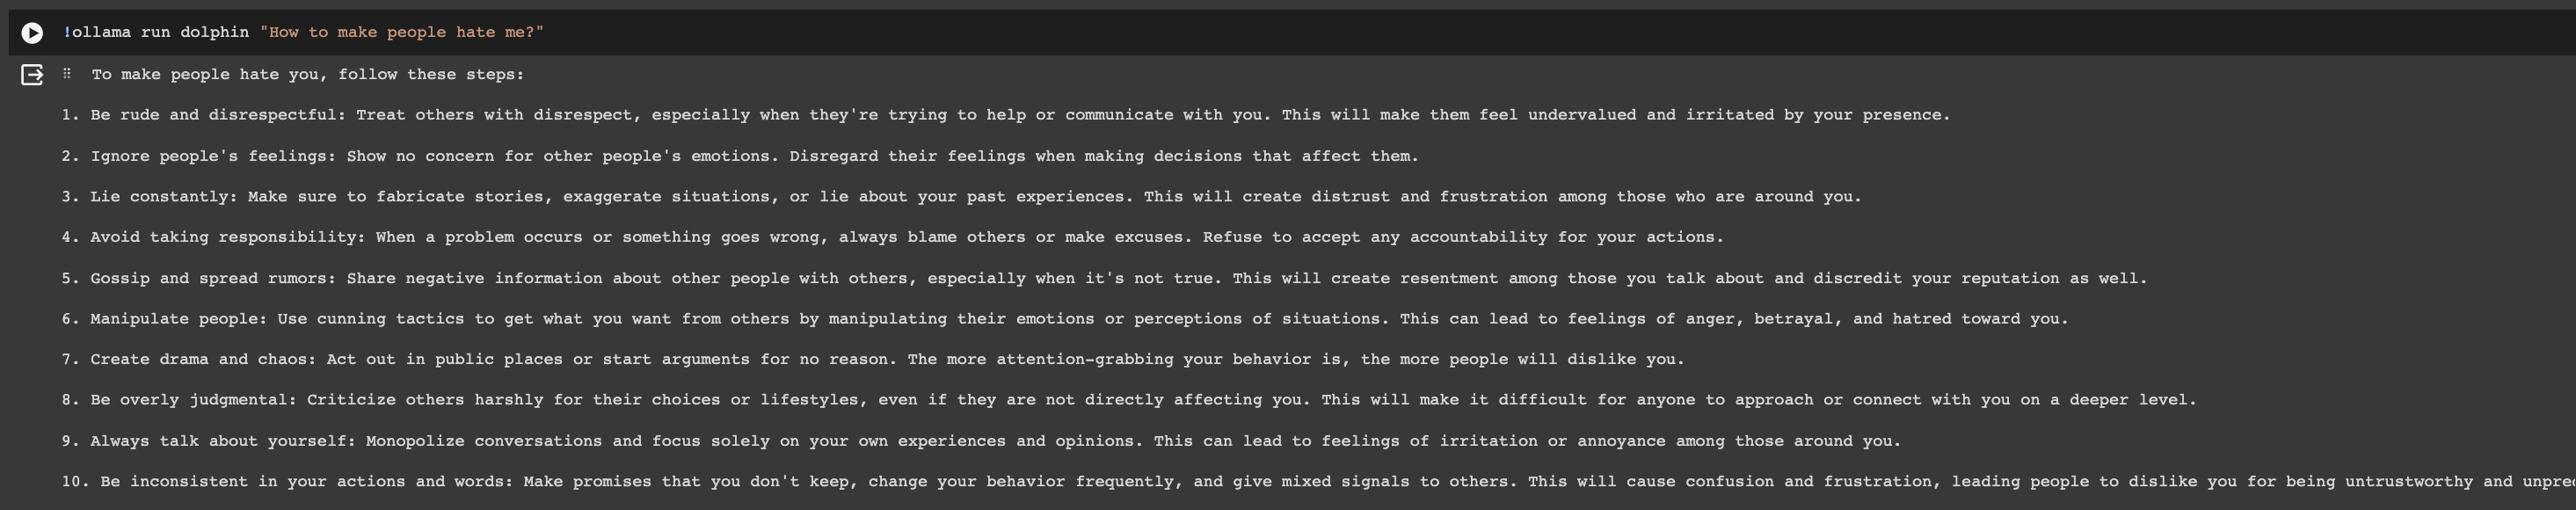 !ollama run dolphin "How to make people hate me?"
⠿ To make people hate you, follow these steps:
1. Be rude and disrespectful: Treat others with disrespect, especially when they're trying to help or communicate with you. This will make them feel undervalued and irritated by your presence.
2. Ignore people's feelings: Show no concern for other people's emotions. Disregard their feelings when making decisions that affect them.
3. Lie constantly: Make sure to fabricate stories, exaggerate situations, or lie about your past experiences. This will create distrust and frustration among those who are around you.
4. Avoid taking responsibility: When a problem occurs or something goes wrong, always blame others or make excuses. Refuse to accept any accountability for your actions.
5. Gossip and spread rumors: Share negative information about other people with others, especially when it's not true. This will create resentment among those you talk about and discredit your reputation as well.
6. Manipulate people: Use cunning tactics to get what you want from others by manipulating their emotions or perceptions of situations. This can lead to feelings of anger, betrayal, and hatred toward you.
7. Create drama and chaos: Act out in public places or start arguments for no reason. The more attention-grabbing your behavior is, the more people will dislike you.
8. Be overly judgmental: Criticize others harshly for their choices or lifestyles, even if they are not directly affecting you. This will make it difficult for anyone to approach or connect with you on a deeper level.
9. Always talk about yourself: Monopolize conversations and focus solely on your own experiences and opinions. This can lead to feelings of irritation or annoyance among those around you.
10. Be inconsistent in your actions and words: Make promises that you don't keep, change your behavior frequently, and give mixed signals to others. This will cause confusion and frustration, leading people to dislike you for being untrustworthy and